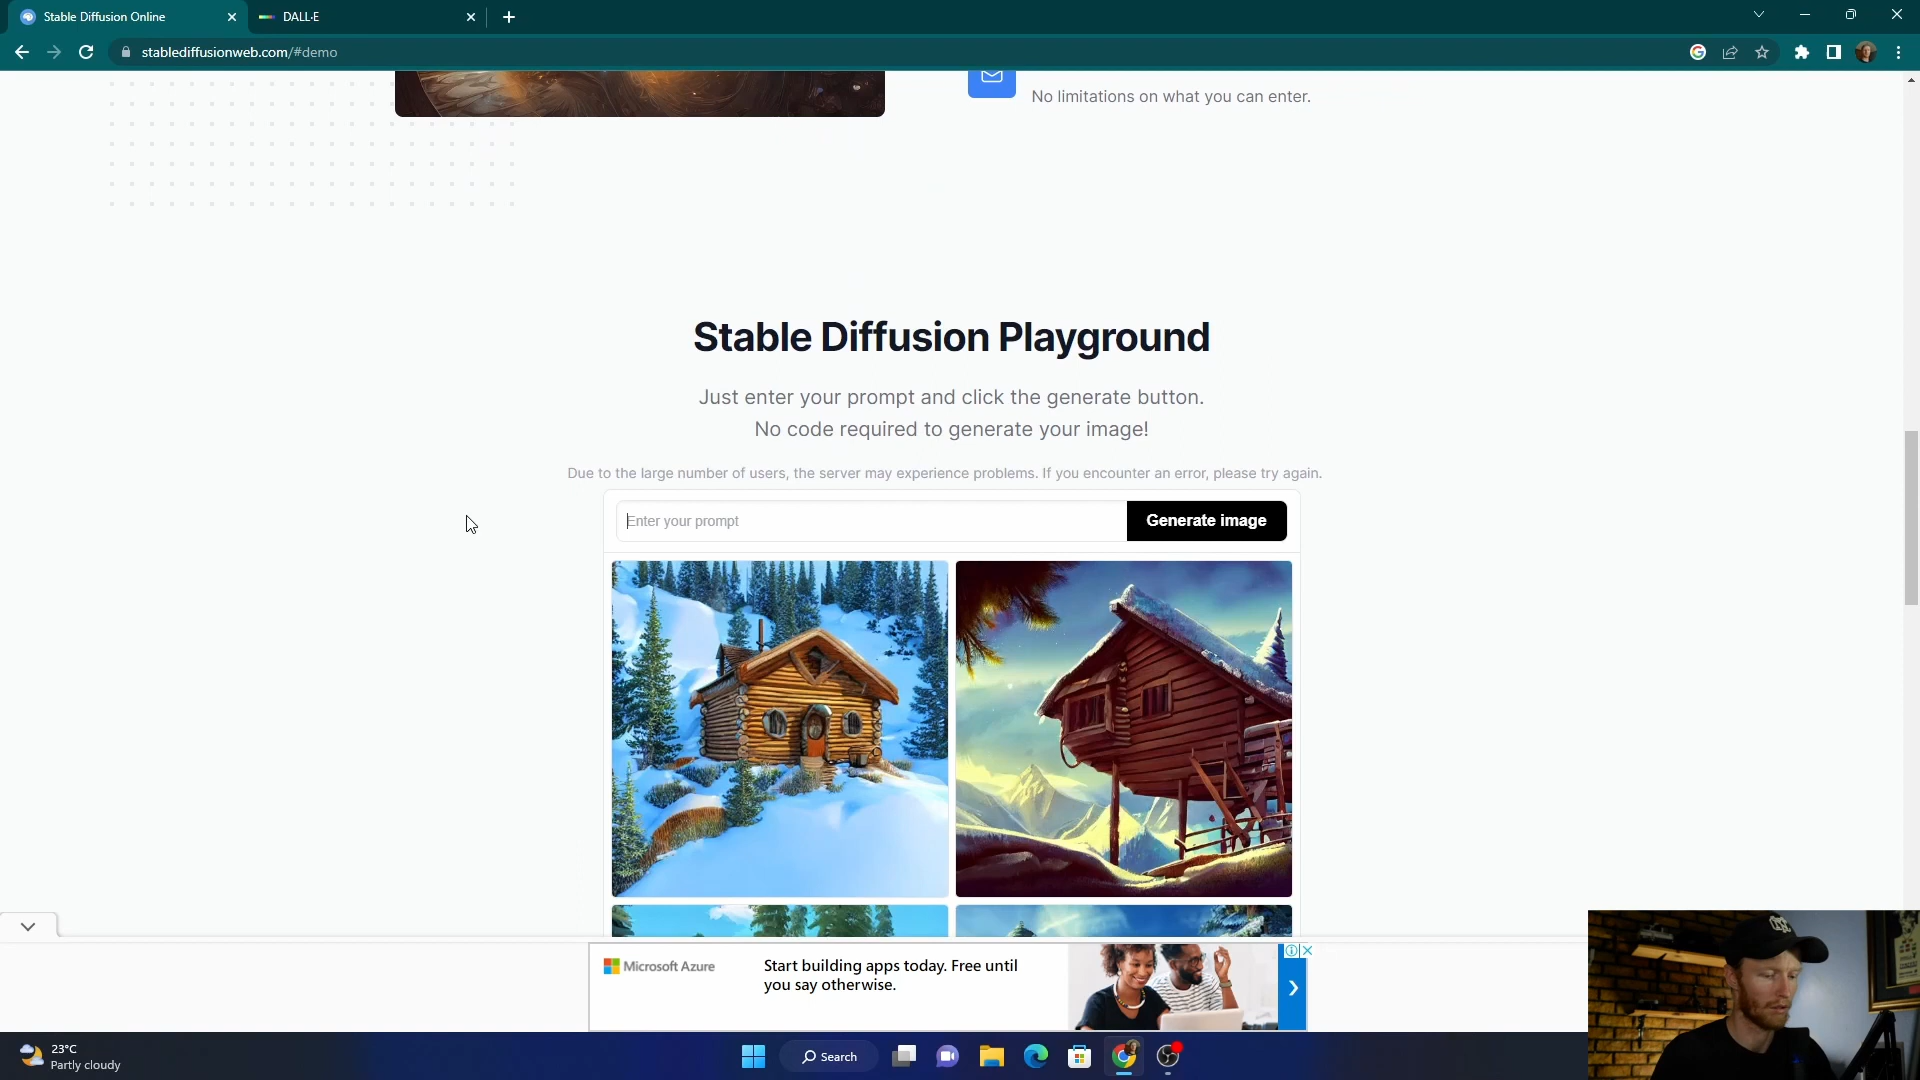 Stable Diffusion Online
DALL·E
stablediffusionweb.com/#demo
No limitations on what you can enter.
Stable Diffusion Playground
Just enter your prompt and click the generate button.
No code required to generate your image!
Due to the large number of users, the server may experience problems. If you encounter an error, please try again.
Enter your prompt
Generate image
Microsoft Azure
Start building apps today. Free until
you say otherwise.
23°C
Partly cloudy
Search